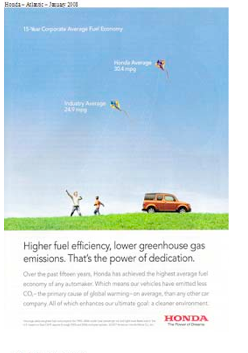 Honda – Atlantic – January 2008
15-Year Corporate Average Fuel Economy
Honda Average
30.4 mpg
Industry Average
24.7 mpg
Higher fuel efficiency, lower greenhouse gas
emissions. That's the power of dedication.
Over the past fifteen years, Honda has achieved the highest average fuel
economy of any automaker. Which means our vehicles have emitted less
CO₂—the primary cause of global warming—on average, than any other car
company. All of which enhances our ultimate goal: a cleaner environment.
HONDA
The Power of Dreams